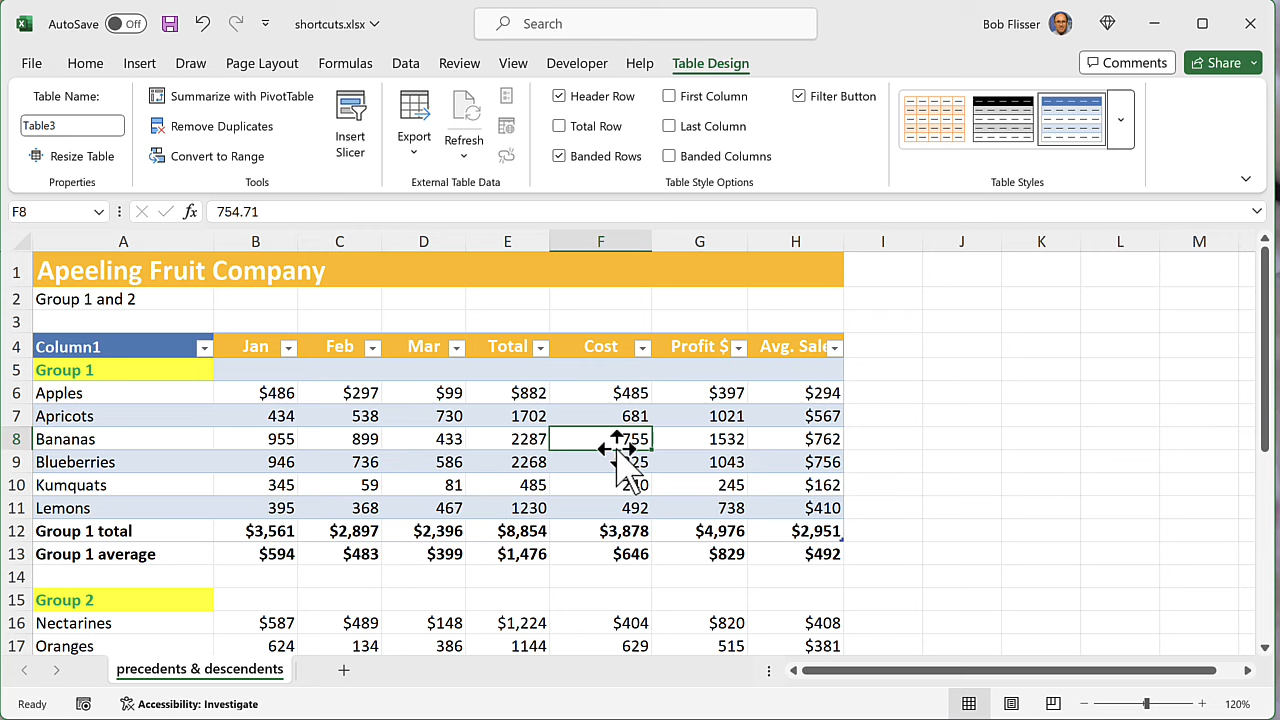 AutoSave Off shortcuts.xlsx Search Bob Flisser
File Home Insert Draw Page Layout Formulas Data Review View Developer Help Table Design Comments Share
Table Name:
Table3
Resize Table
Properties
Summarize with PivotTable
Remove Duplicates
Convert to Range
Tools
Insert
Slicer
Export
Refresh
External Table Data
Header Row First Column Filter Button
Total Row Last Column
Banded Rows Banded Columns
Table Style Options
Table Styles
F8 fx 754.71
A B C D E F G H I J K L M
1 Apeeling Fruit Company
2 Group 1 and 2
3
4 Column1 Jan Feb Mar Total Cost Profit $ Avg. Sale
5 Group 1
6 Apples $486 $297 $99 $882 $485 $397 $294
7 Apricots 434 538 730 1702 681 1021 $567
8 Bananas 955 899 433 2287 755 1532 $762
9 Blueberries 946 736 586 2268 1043 $756
10 Kumquats 345 59 81 485 245 $162
11 Lemons 395 368 467 1230 492 738 $410
12 Group 1 total $3,561 $2,897 $2,396 $8,854 $3,878 $4,976 $2,951
13 Group 1 average $594 $483 $399 $1,476 $646 $829 $492
14
15 Group 2
16 Nectarines $587 $489 $148 $1,224 $404 $820 $408
17 Oranges 624 134 386 1144 629 515 $381
precedents & descendents
Ready Accessibility: Investigate 120%